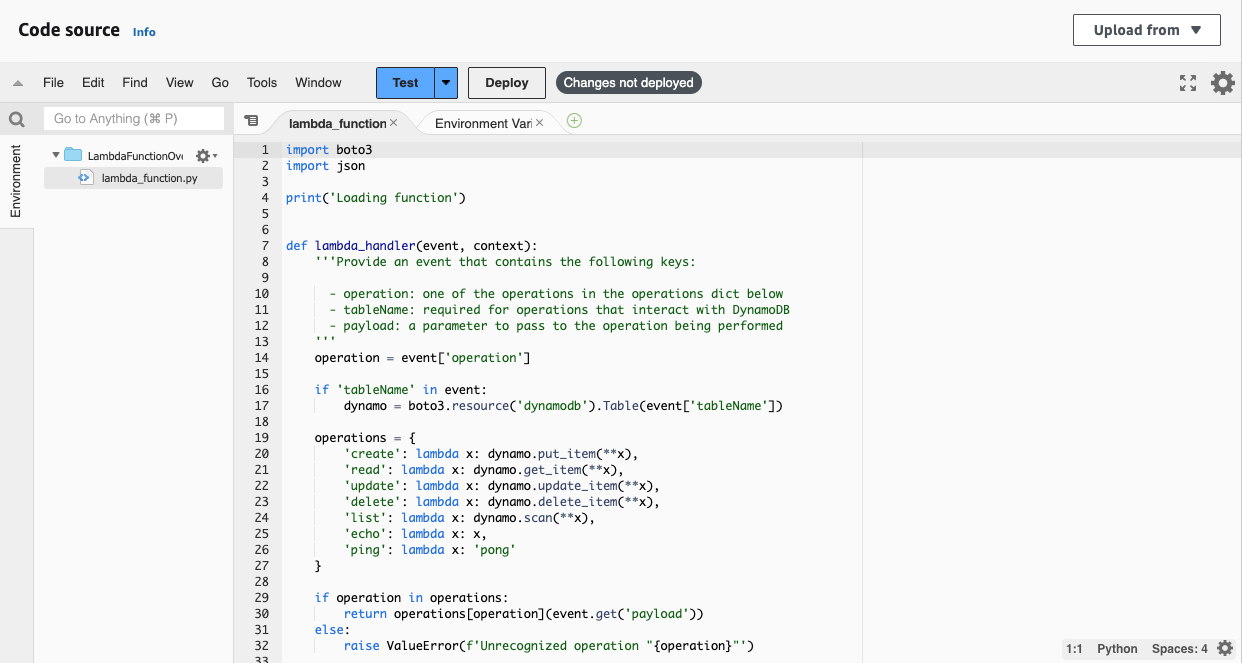 Code source Info
Upload from
File Edit Find View Go Tools Window Test Deploy Changes not deployed
Go to Anything (⌘ P)
lambda_function
Environment Vari
Environment
LambdaFunctionOve
lambda_function.py
1 import boto3
2 import json
3
4 print('Loading function')
5
6
7 def lambda_handler(event, context):
8 '''Provide an event that contains the following keys:
9
10 - operation: one of the operations in the operations dict below
11 - tableName: required for operations that interact with DynamoDB
12 - payload: a parameter to pass to the operation being performed
13 '''
14 operation = event['operation']
15
16 if 'tableName' in event:
17 dynamo = boto3.resource('dynamodb').Table(event['tableName'])
18
19 operations = {
20 'create': lambda x: dynamo.put_item(**x),
21 'read': lambda x: dynamo.get_item(**x),
22 'update': lambda x: dynamo.update_item(**x),
23 'delete': lambda x: dynamo.delete_item(**x),
24 'list': lambda x: dynamo.scan(**x),
25 'echo': lambda x: x,
26 'ping': lambda x: 'pong'
27 }
28
29 if operation in operations:
30 return operations[operation](event.get('payload'))
31 else:
32 raise ValueError(f'Unrecognized operation "{operation}"')
33
1:1 Python Spaces: 4